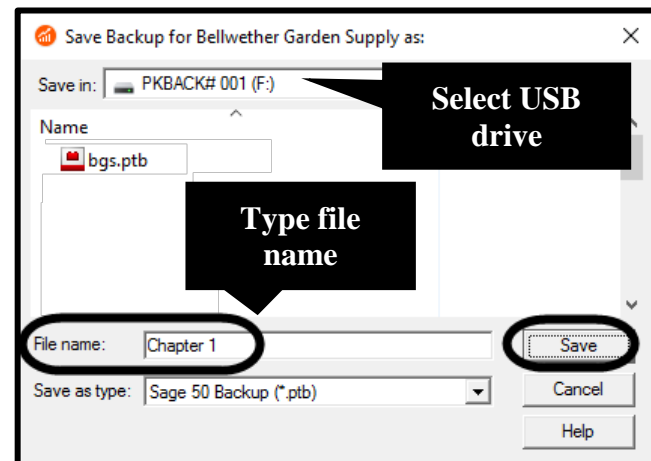 Save Backup for Bellwether Garden Supply as:
Save in: PKBACK# 001 (F:)
Select USB
drive
Name
bgs.ptb
Type file
name
File name: Chapter 1 Save
Save as type: Sage 50 Backup (*.ptb) Cancel
Help